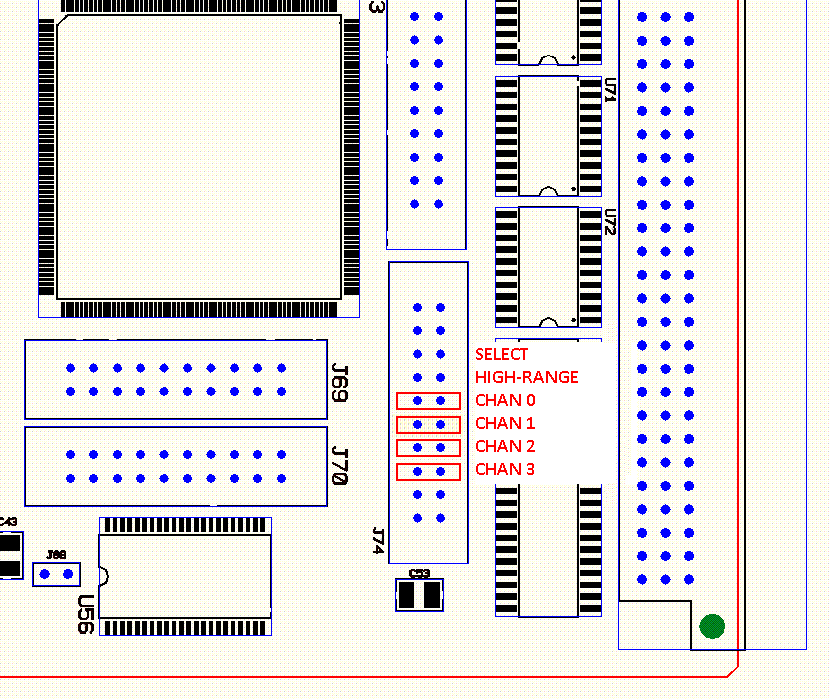 3
U71
U72
SELECT
HIGH-RANGE
CHAN 0
CHAN 1
CHAN 2
CHAN 3
J69
J70
C43
J68
U56
J74
C53